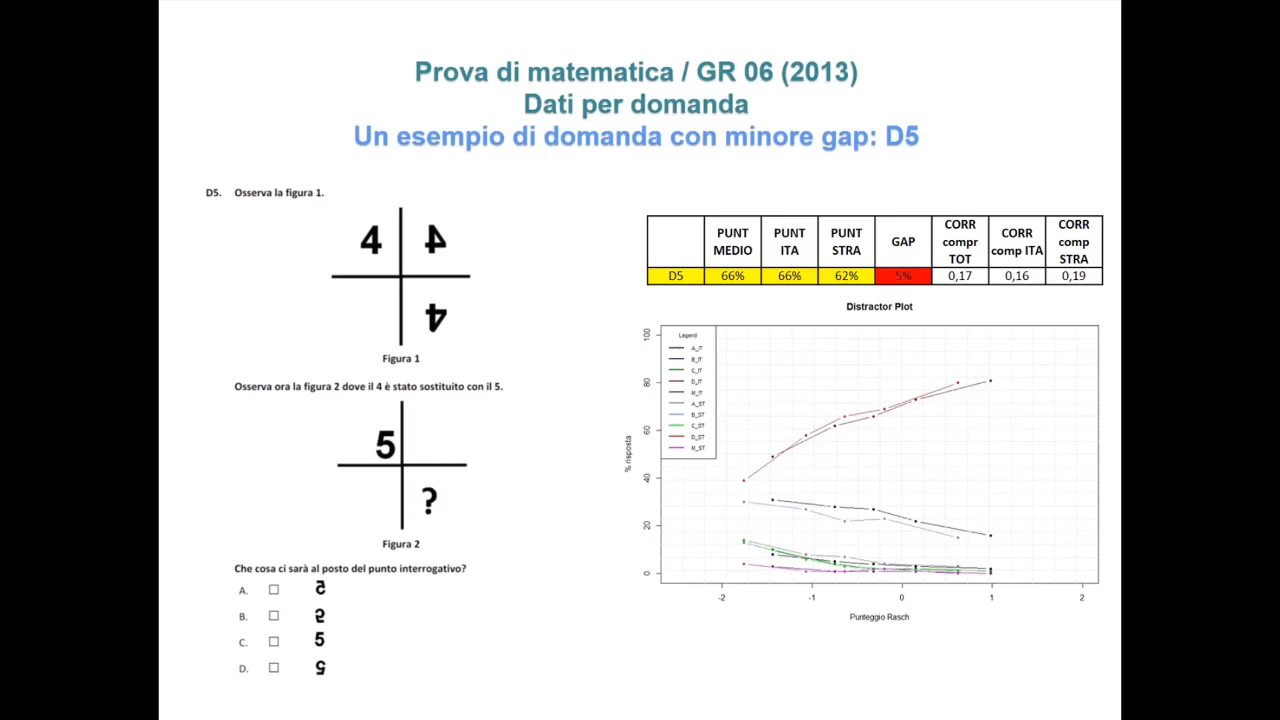 Prova di matematica / GR 06 (2013)
Dati per domanda
Un esempio di domanda con minore gap: D5
D5. Osserva la figura 1.
4 4
4
Figura 1
Osserva ora la figura 2 dove il 4 è stato sostituito con il 5.
5
?
Figura 2
Che cosa ci sarà al posto del punto interrogativo?
A. 5
B. 5
C. 5
D. 5
PUNT MEDIO PUNT ITA PUNT STRA GAP CORR compr TOT CORR comp ITA CORR comp STRA
D5 66% 66% 62% 5% 0,17 0,16 0,19
Distractor Plot
Legend
A_IT
B_IT
C_IT
D_IT
M_IT
A_ST
B_ST
C_ST
D_ST
M_ST
% risposta
100
80
60
40
20
0
-2 -1 0 1 2
Punteggio Rasch